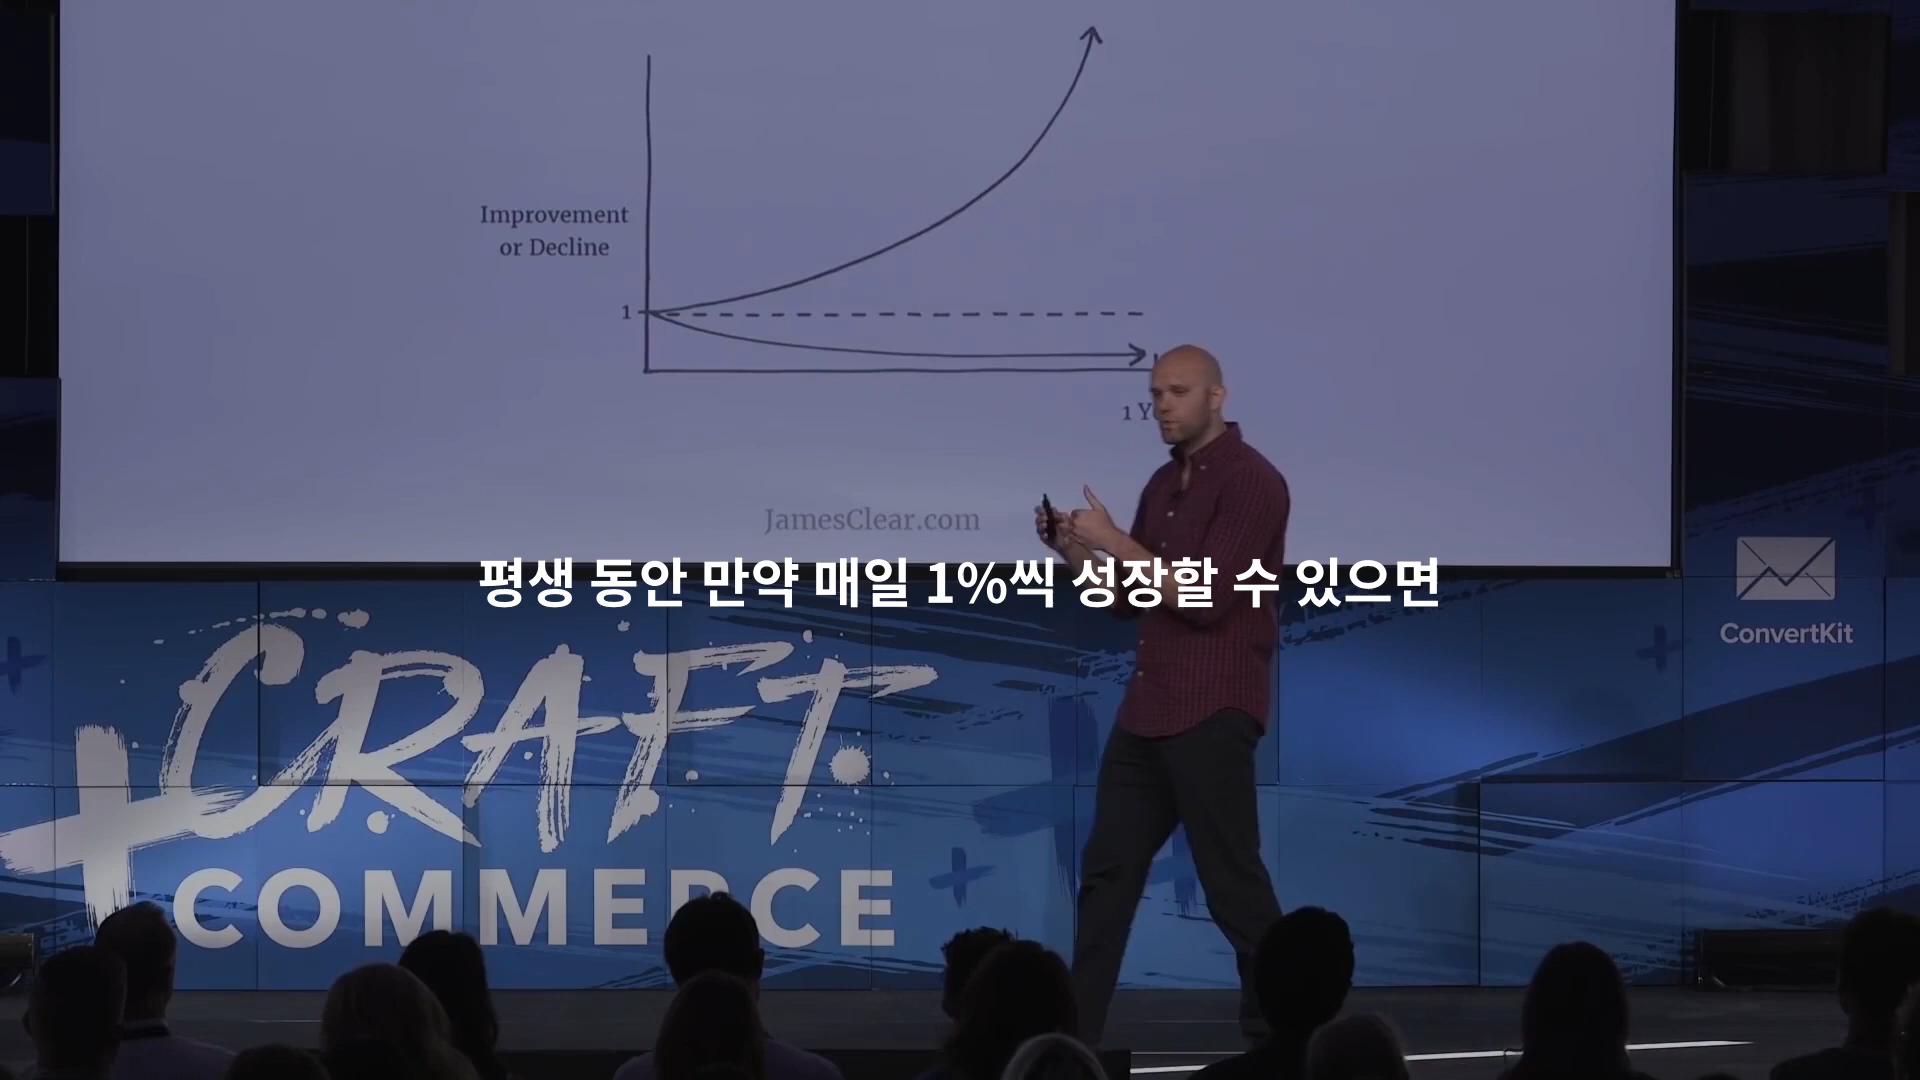 Improvement
or Decline
1
1 Y
JamesClear.com
평생 동안 만약 매일 1%씩 성장할 수 있으면
ConvertKit
CRAFT
+COMMERCE